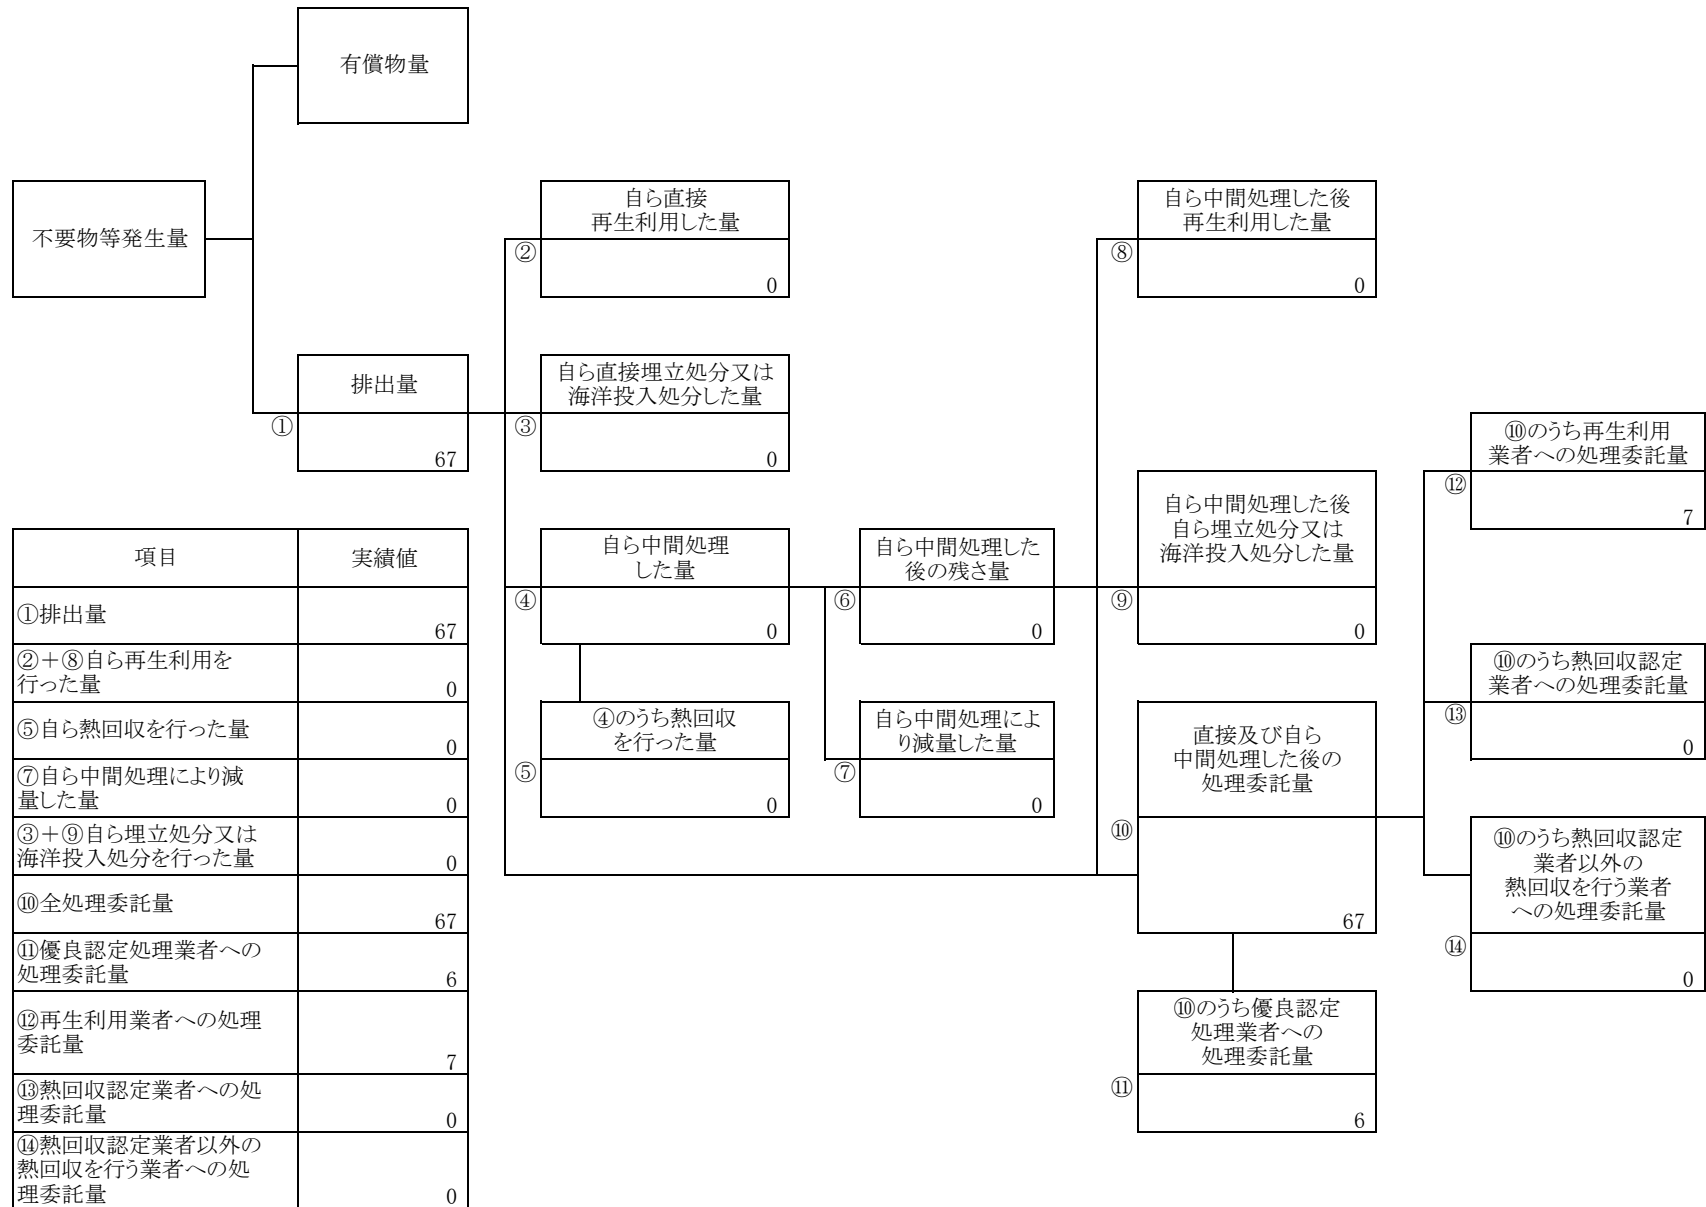 有償物量
不要物等発生量
排出量
①
67
自ら直接
再生利用した量
②
0
自ら直接埋立処分又は
海洋投入処分した量
③
0
自ら中間処理
した量
④
0
④のうち熱回収
を行った量
⑤
0
自ら中間処理した
後の残さ量
⑥
0
自ら中間処理によ
り減量した量
⑦
0
自ら中間処理した後
再生利用した量
⑧
0
自ら中間処理した後
自ら埋立処分又は
海洋投入処分した量
⑨
0
直接及び自ら
中間処理した後の
処理委託量
⑩
67
⑩のうち優良認定
処理業者への
処理委託量
⑪
6
⑩のうち再生利用
業者への処理委託量
⑫
7
⑩のうち熱回収認定
業者への処理委託量
⑬
0
⑩のうち熱回収認定
業者以外の
熱回収を行う業者
への処理委託量
⑭
0
項目 実績値
①排出量
67
②＋⑧自ら再生利用を
行った量
0
⑤自ら熱回収を行った量
0
⑦自ら中間処理により減
量した量
0
③＋⑨自ら埋立処分又は
海洋投入処分を行った量
0
⑩全処理委託量
67
⑪優良認定処理業者への
処理委託量
6
⑫再生利用業者への処理
委託量
7
⑬熱回収認定業者への処
理委託量
0
⑭熱回収認定業者以外の
熱回収を行う業者への処
理委託量
0